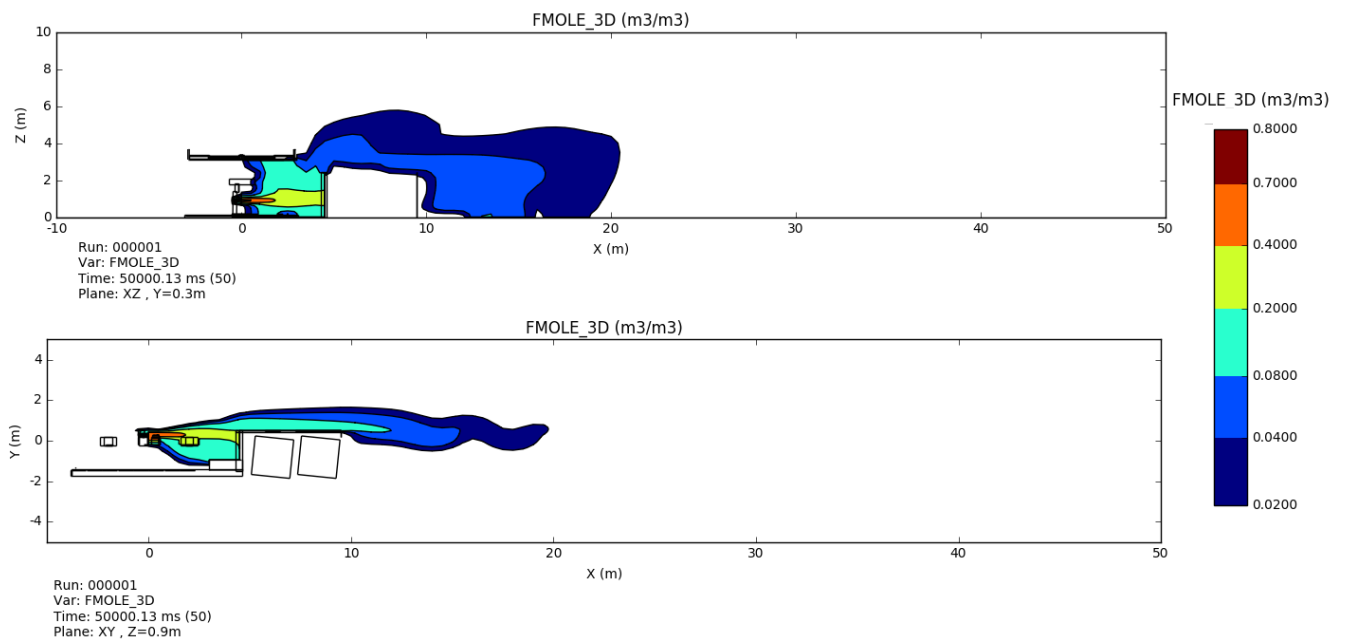 FMOLE_3D (m3/m3)
10
8
6
4
2
0
Z (m)
-10 0 10 20 30 40 50
X (m)
Run: 000001
Var: FMOLE_3D
Time: 50000.13 ms (50)
Plane: XZ , Y=0.3m
FMOLE_3D (m3/m3)
0.8000
0.7000
0.4000
0.2000
0.0800
0.0400
0.0200
FMOLE_3D (m3/m3)
4
2
0
-2
-4
Y (m)
0 10 20 30 40 50
X (m)
Run: 000001
Var: FMOLE_3D
Time: 50000.13 ms (50)
Plane: XY , Z=0.9m